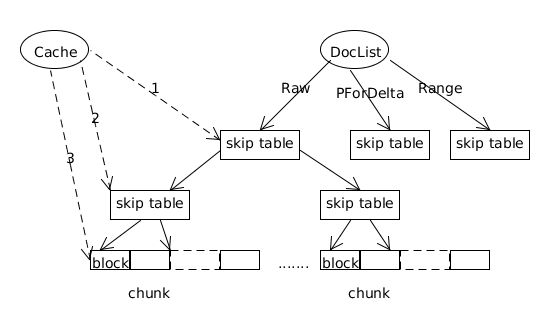 Cache
DocList
1
Raw
PForDelta
Range
2
skip table
skip table
skip table
3
skip table
skip table
block
.......
block
chunk
chunk